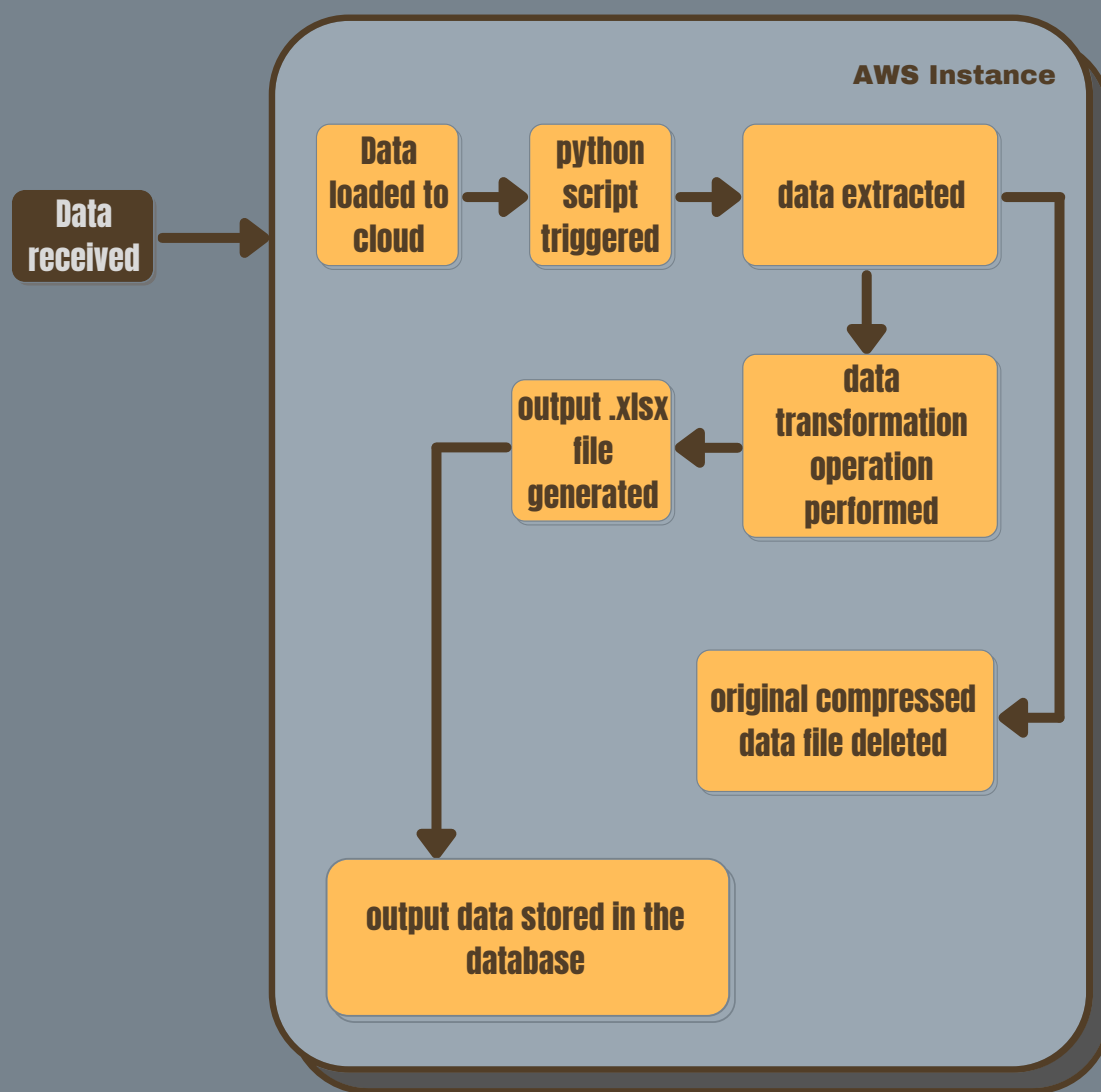 AWS Instance
Data
received
Data
loaded to
cloud
python
script
triggered
data extracted
data
transformation
operation
performed
output .xlsx
file
generated
original compressed
data file deleted
output data stored in the
database